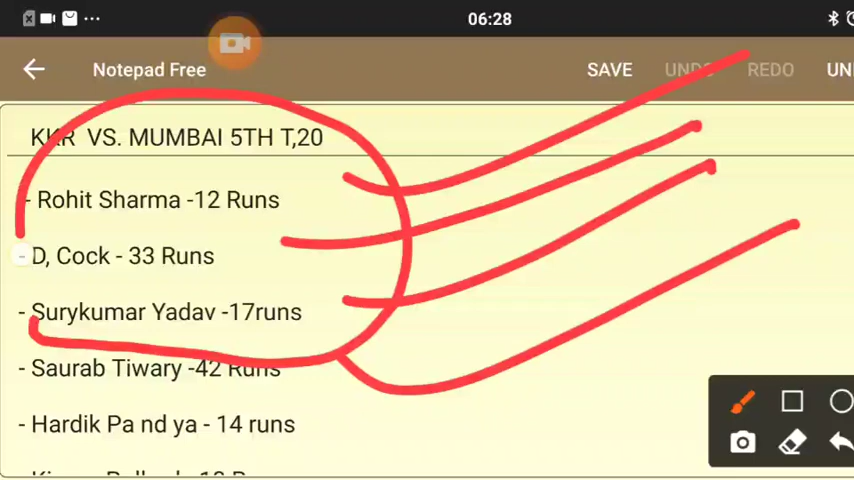 06:28
Notepad Free SAVE UNDO REDO
KKR VS. MUMBAI 5TH T,20
- Rohit Sharma -12 Runs
- D, Cock - 33 Runs
- Surykumar Yadav -17runs
- Saurab Tiwary -42 Runs
- Hardik Pa nd ya - 14 runs